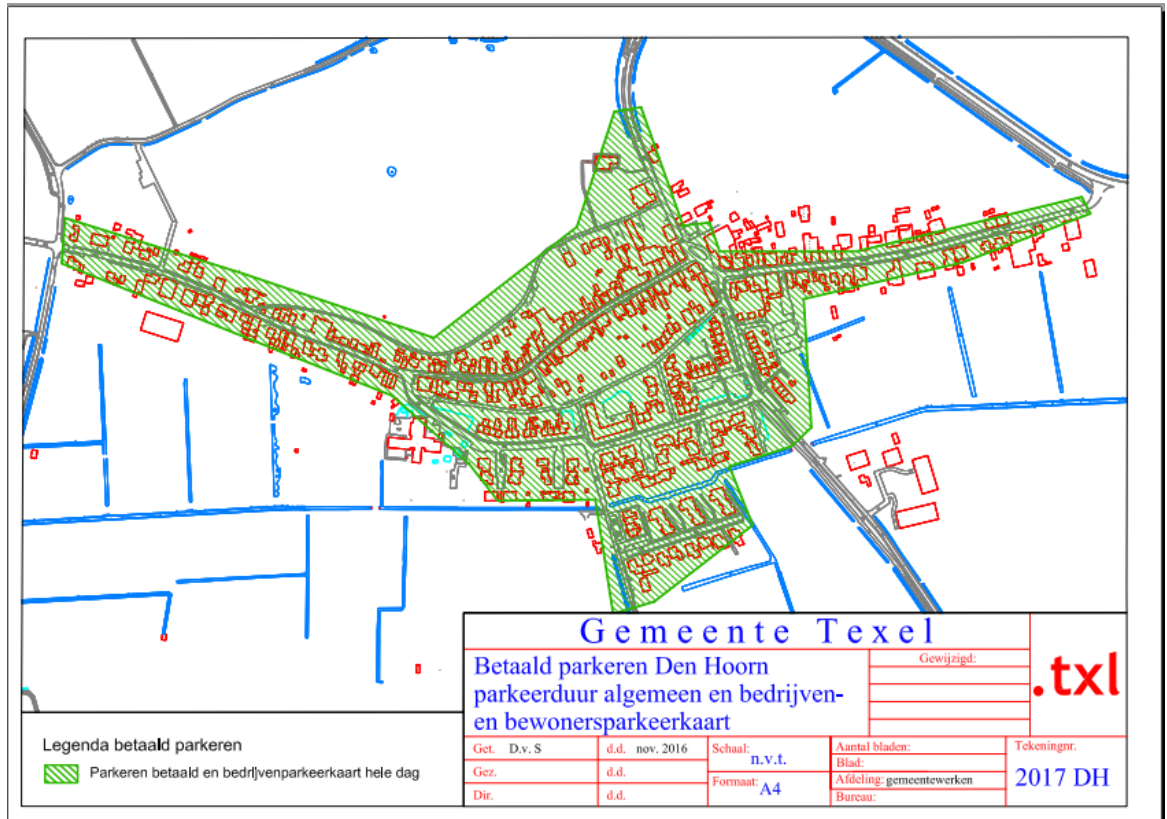 Gemeente Texel
Betaald parkeren Den Hoorn
parkeerduur algemeen en bedrijven-
en bewonersparkeerkaart
Gewijzigd:
.txl
Get. D.v. S
d.d. nov. 2016
Schaal:
n.v.t.
Aantal bladen:
Blad:
Tekeningnr.
2017 DH
Gez.
d.d.
Formaat: A4
Afdeling: gemeentewerken
Dir.
d.d.
Bureau:
Legenda betaald parkeren
Parkeren betaald en bedrijvenparkeerkaart hele dag